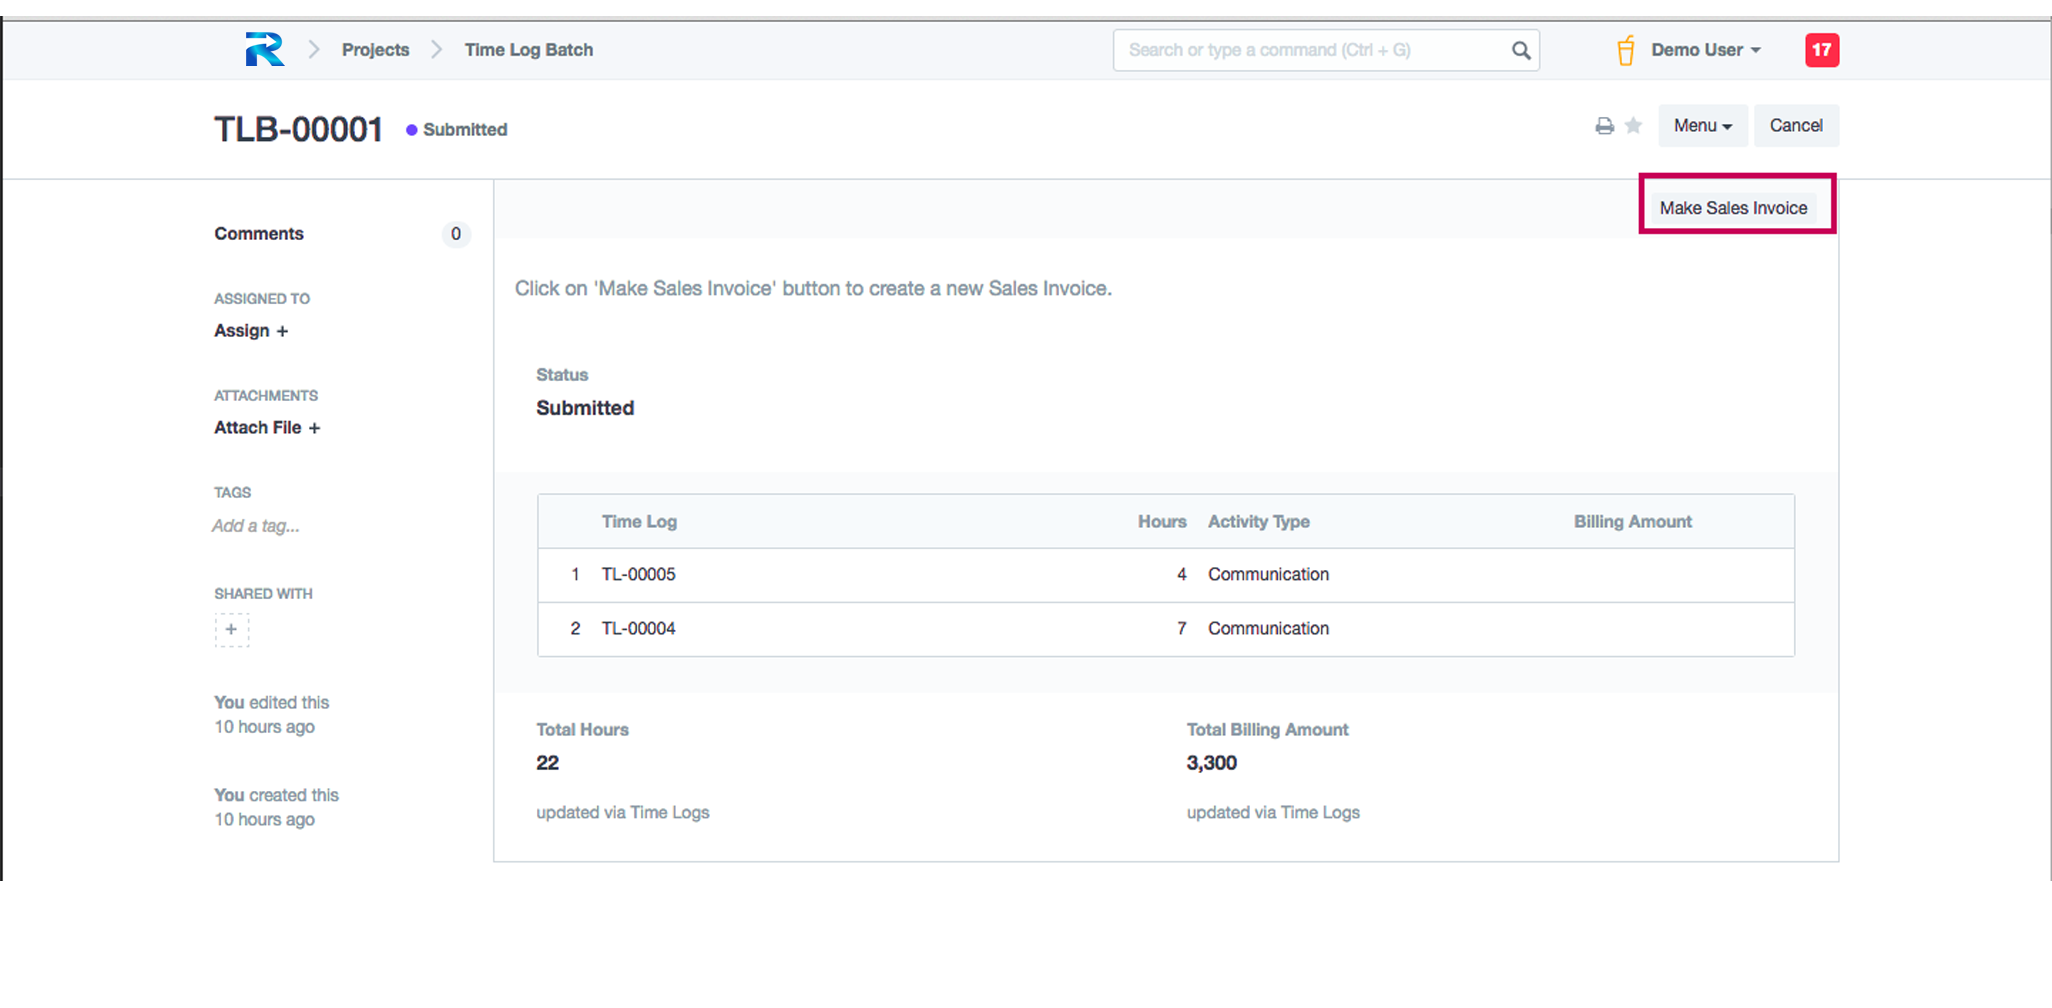 Projects
Time Log Batch
Search or type a command (Ctrl + G)
Demo User
17
TLB-00001
Submitted
Menu
Cancel
Make Sales Invoice
Comments
0
ASSIGNED TO
Assign +
ATTACHMENTS
Attach File +
TAGS
Add a tag...
SHARED WITH
+
You edited this
10 hours ago
You created this
10 hours ago
Click on 'Make Sales Invoice' button to create a new Sales Invoice.
Status
Submitted
Time Log Hours Activity Type Billing Amount
1 TL-00005 4 Communication
2 TL-00004 7 Communication
Total Hours
22
updated via Time Logs
Total Billing Amount
3,300
updated via Time Logs